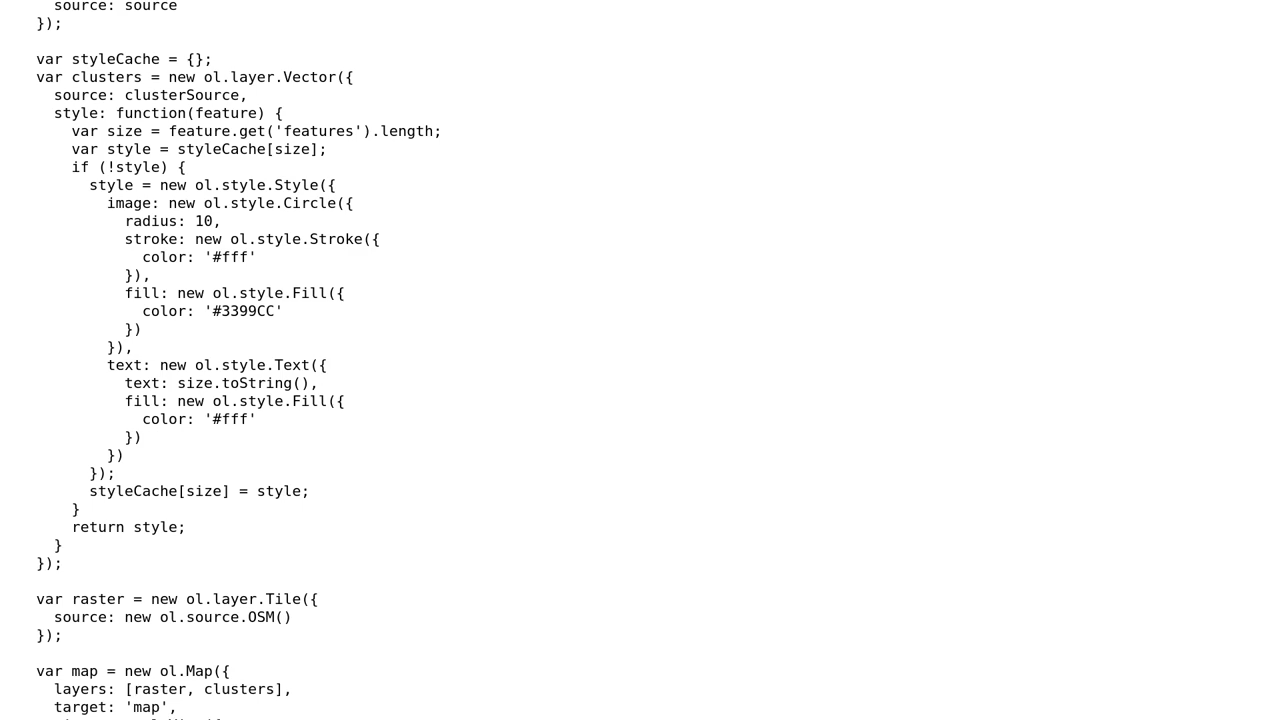 source: source
});
var styleCache = {};
var clusters = new ol.layer.Vector({
source: clusterSource,
style: function(feature) {
var size = feature.get('features').length;
var style = styleCache[size];
if (!style) {
style = new ol.style.Style({
image: new ol.style.Circle({
radius: 10,
stroke: new ol.style.Stroke({
color: '#fff'
}),
fill: new ol.style.Fill({
color: '#3399CC'
})
}),
text: new ol.style.Text({
text: size.toString(),
fill: new ol.style.Fill({
color: '#fff'
})
})
});
styleCache[size] = style;
}
return style;
}
});
var raster = new ol.layer.Tile({
source: new ol.source.OSM()
});
var map = new ol.Map({
layers: [raster, clusters],
target: 'map',